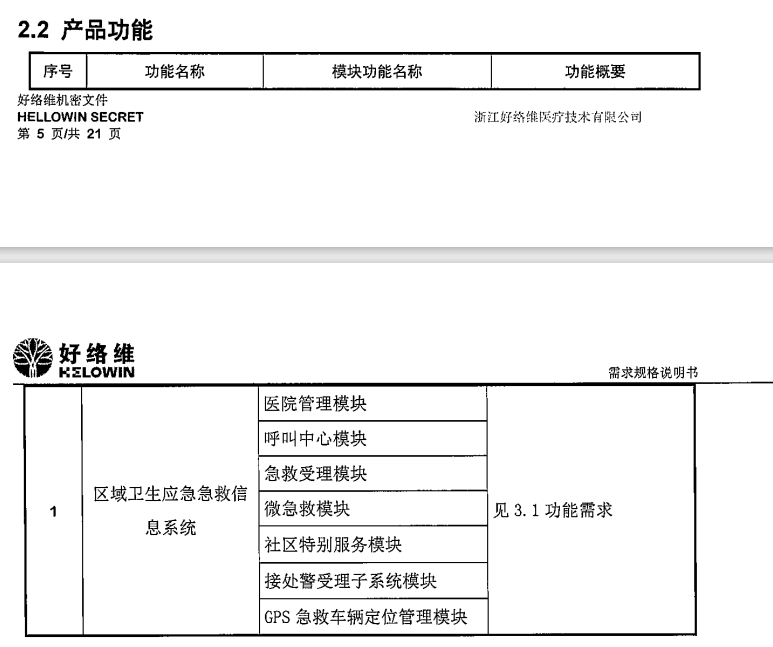 2.2 产品功能
序号 功能名称 模块功能名称 功能概要
好络维机密文件
HELLOWIN SECRET
浙江好络维医疗技术有限公司
第 5 页/共 21 页
好络维
HELOWIN
需求规格说明书
1
区域卫生应急急救信
息系统
医院管理模块
呼叫中心模块
急救受理模块
微急救模块
社区特别服务模块
接处警受理子系统模块
GPS 急救车辆定位管理模块
见 3.1 功能需求